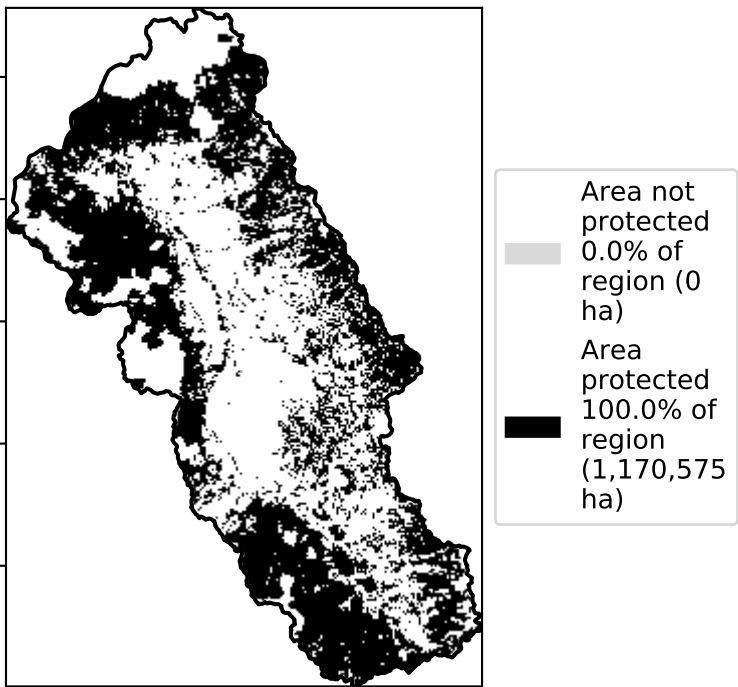 Area not
protected
0.0% of
region (0
ha)
Area
protected
100.0% of
region
(1,170,575
ha)